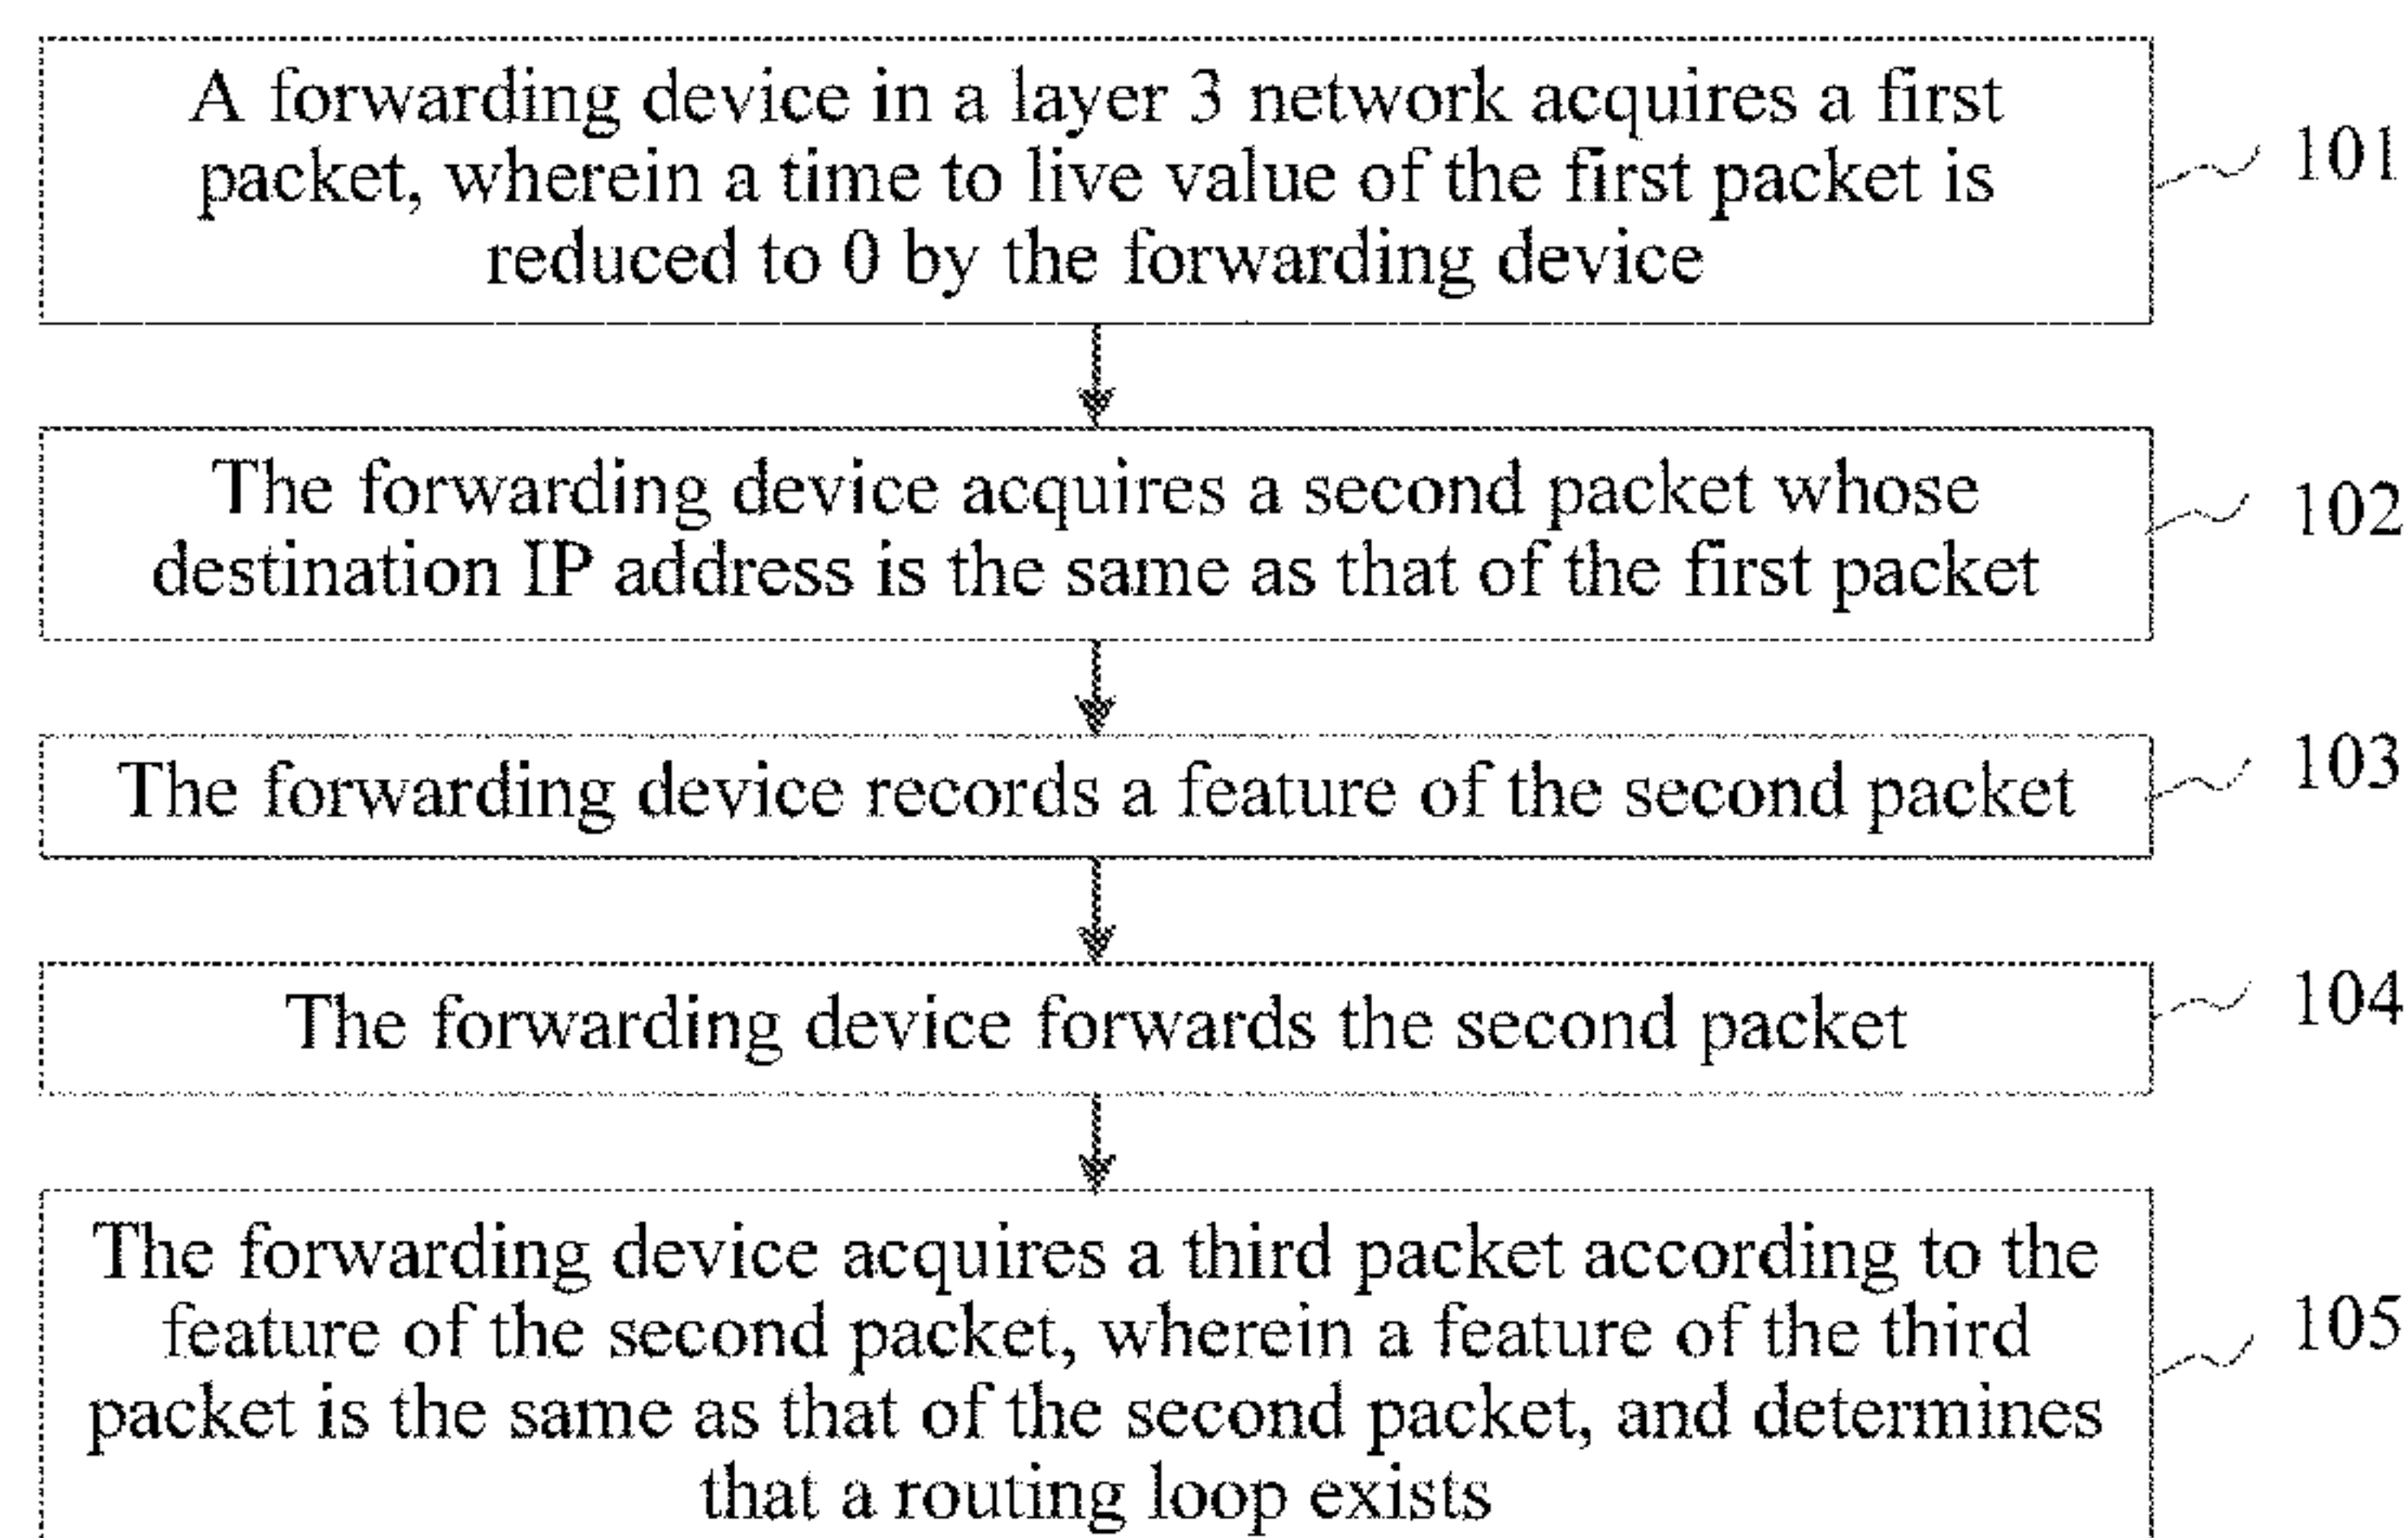 A forwarding device in a layer 3 network acquires a first
packet, wherein a time to live value of the first packet is
reduced to 0 by the forwarding device
101
The forwarding device acquires a second packet whose
destination IP address is the same as that of the first packet
102
The forwarding device records a feature of the second packet
103
The forwarding device forwards the second packet
104
The forwarding device acquires a third packet according to the
feature of the second packet, wherein a feature of the third
packet is the same as that of the second packet, and determines
that a routing loop exists
105